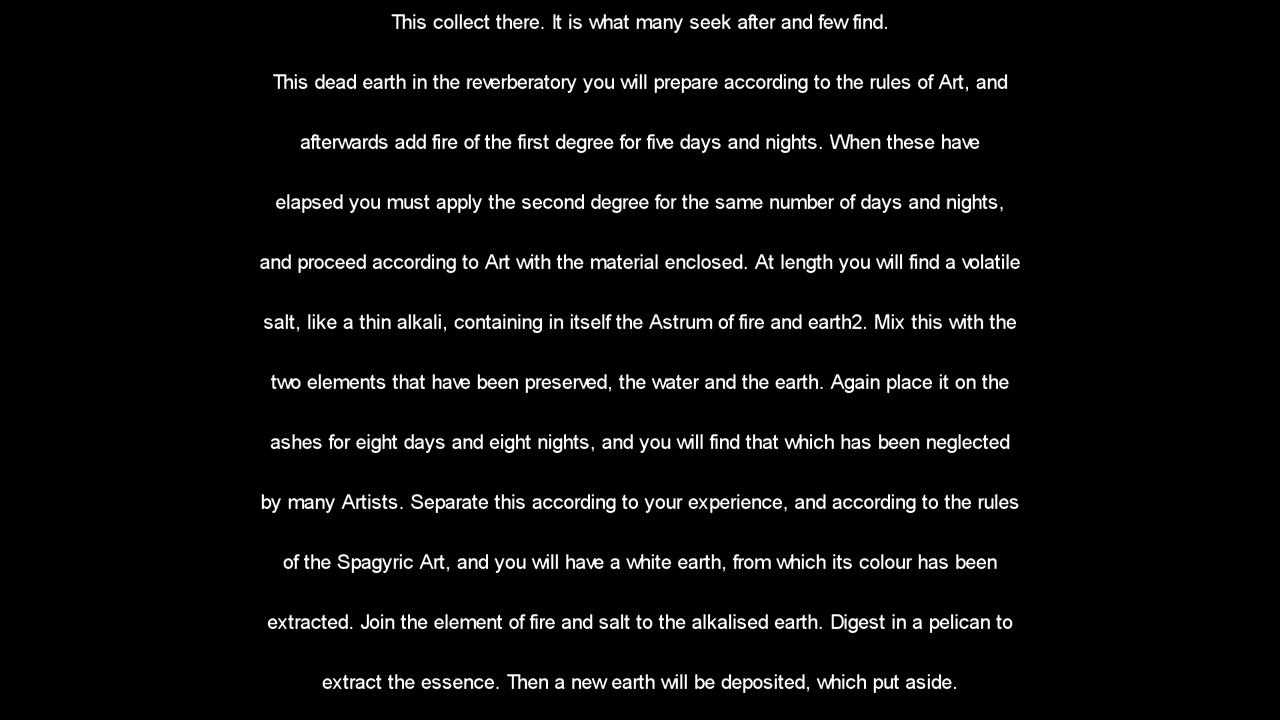 This collect there. It is what many seek after and few find.
This dead earth in the reverberatory you will prepare according to the rules of Art, and
afterwards add fire of the first degree for five days and nights. When these have
elapsed you must apply the second degree for the same number of days and nights,
and proceed according to Art with the material enclosed. At length you will find a volatile
salt, like a thin alkali, containing in itself the Astrum of fire and earth2. Mix this with the
two elements that have been preserved, the water and the earth. Again place it on the
ashes for eight days and eight nights, and you will find that which has been neglected
by many Artists. Separate this according to your experience, and according to the rules
of the Spagyric Art, and you will have a white earth, from which its colour has been
extracted. Join the element of fire and salt to the alkalised earth. Digest in a pelican to
extract the essence. Then a new earth will be deposited, which put aside.